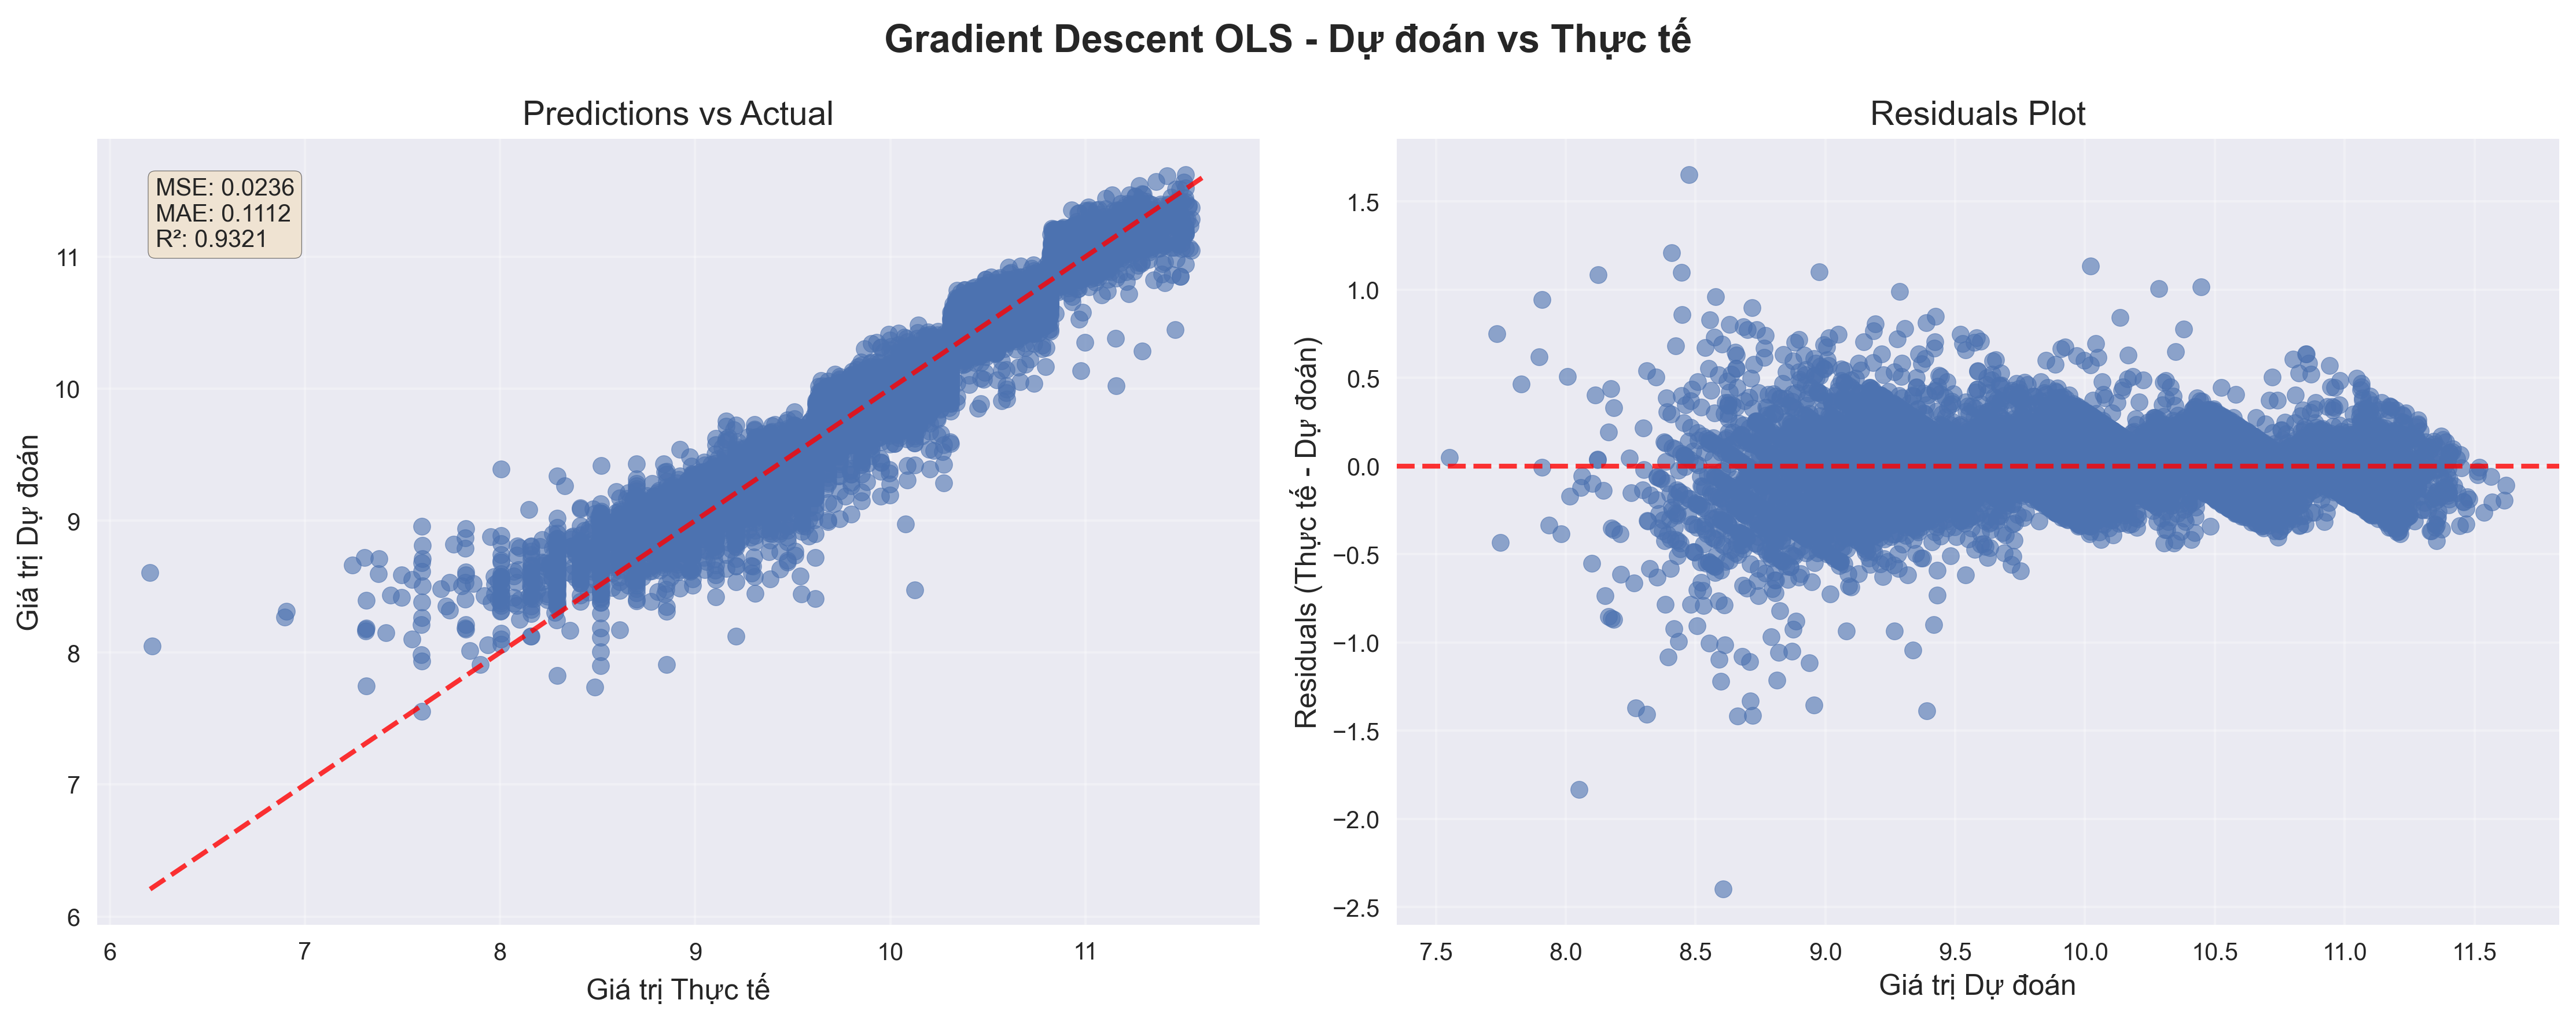 Gradient Descent OLS - Dự đoán vs Thực tế
Predictions vs Actual
MSE: 0.0236
MAE: 0.1112
R²: 0.9321
Giá trị Dự đoán
11
10
9
8
7
6
6 7 8 9 10 11
Giá trị Thực tế
Residuals Plot
Residuals (Thực tế - Dự đoán)
1.5
1.0
0.5
0.0
−0.5
−1.0
−1.5
−2.0
−2.5
7.5 8.0 8.5 9.0 9.5 10.0 10.5 11.0 11.5
Giá trị Dự đoán